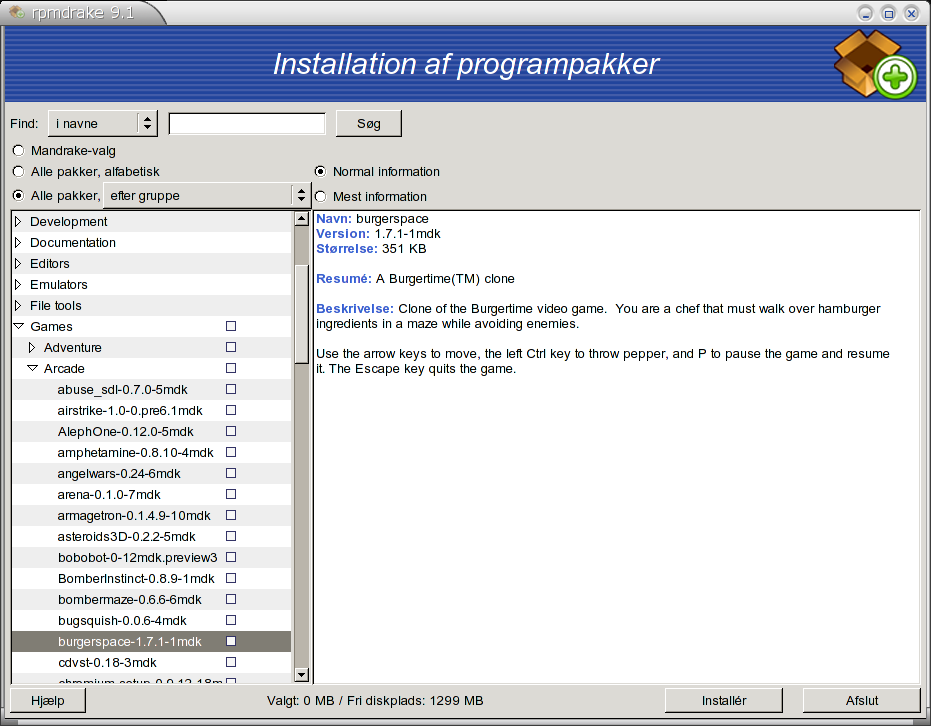 rpmdrake 9.1
Installation af programpakker
Find: i navne Søg
Mandrake-valg
Alle pakker, alfabetisk
Alle pakker, efter gruppe
Normal information
Mest information
Development
Documentation
Editors
Emulators
File tools
Games
Adventure
Arcade
abuse_sdl-0.7.0-5mdk
airstrike-1.0-0.pre6.1mdk
AlephOne-0.12.0-5mdk
amphetamine-0.8.10-4mdk
angelwars-0.24-6mdk
arena-0.1.0-7mdk
armagetron-0.1.4.9-10mdk
asteroids3D-0.2.2-5mdk
bobobot-0-12mdk.preview3
BomberInstinct-0.8.9-1mdk
bombermaze-0.6.6-6mdk
bugsquish-0.0.6-4mdk
burgerspace-1.7.1-1mdk
cdvst-0.18-3mdk
Navn: burgerspace
Version: 1.7.1-1mdk
Størrelse: 351 KB
Resumé: A Burgertime(TM) clone
Beskrivelse: Clone of the Burgertime video game.  You are a chef that must walk over hamburger
ingredients in a maze while avoiding enemies.
Use the arrow keys to move, the left Ctrl key to throw pepper, and P to pause the game and resume
it. The Escape key quits the game.
Hjælp
Valgt: 0 MB / Fri diskplads: 1299 MB
Installér
Afslut